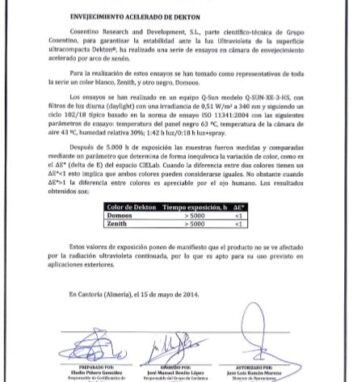 ENVEJECIMIENTO ACELERADO DE DEKTON
Cosentino Research and Development, S.L., parte científico-técnica de Grupo
Cosentino, para garantizar la estabilidad ante la luz Ultravioleta de la superficie
ultracompacta Dekton®, ha realizado una serie de ensayos en cámara de envejecimiento
acelerado por arco de xenón.
Para la realización de estos ensayos se han tomado como representativos de toda
la serie un color blanco, Zenith, y otro negro, Domoos.
Los ensayos se han realizado en un equipo Q-Sun modelo Q-SUN-XE-3-HS, con
filtros de luz diurna (daylight) con una irradiancia de 0,51 W/m² a 340 nm y siguiendo un
ciclo 102/18 típico basado en la norma de ensayo ISO 11341:2004 con las siguientes
parámetros de ensayo: temperatura del panel negro 63 ºC, temperatura de la cámara de
aire 43 ºC, humedad relativa 30%; 1:42 h luz/0:18 h luz+spray.
Después de 5.000 h de exposición las muestras fueron medidas y comparadas
mediante un parámetro que determina de forma inequívoca la variación de color, como es
el ΔE* (delta de E) del espacio CIELab. Cuando la diferencia entre dos colores tienen un
ΔE*<1 esto implica que ambos colores pueden considerarse iguales. No obstante cuando
ΔE*>1 la diferencia entre colores es apreciable por el ojo humano. Los resultados
obtenidos son:
Color de Dekton Tiempo exposición, h ΔE*
Domoos > 5000 <1
Zenith > 5000 <1
Estos valores de exposición ponen de manifiesto que el producto no se ve afectado
por la radiación ultravioleta continuada, por lo que es apto para su uso previsto en
aplicaciones exteriores.
En Cantoria (Almería), el 15 de mayo de 2014.
PREPARADO POR: REVISADO POR: AUTORIZADO POR:
Eladio Piñero González José Manuel Benito López José Luis Ramón Moreno
Responsable de Certificación de Responsable del Grupo de Cerámica Director de Operaciones